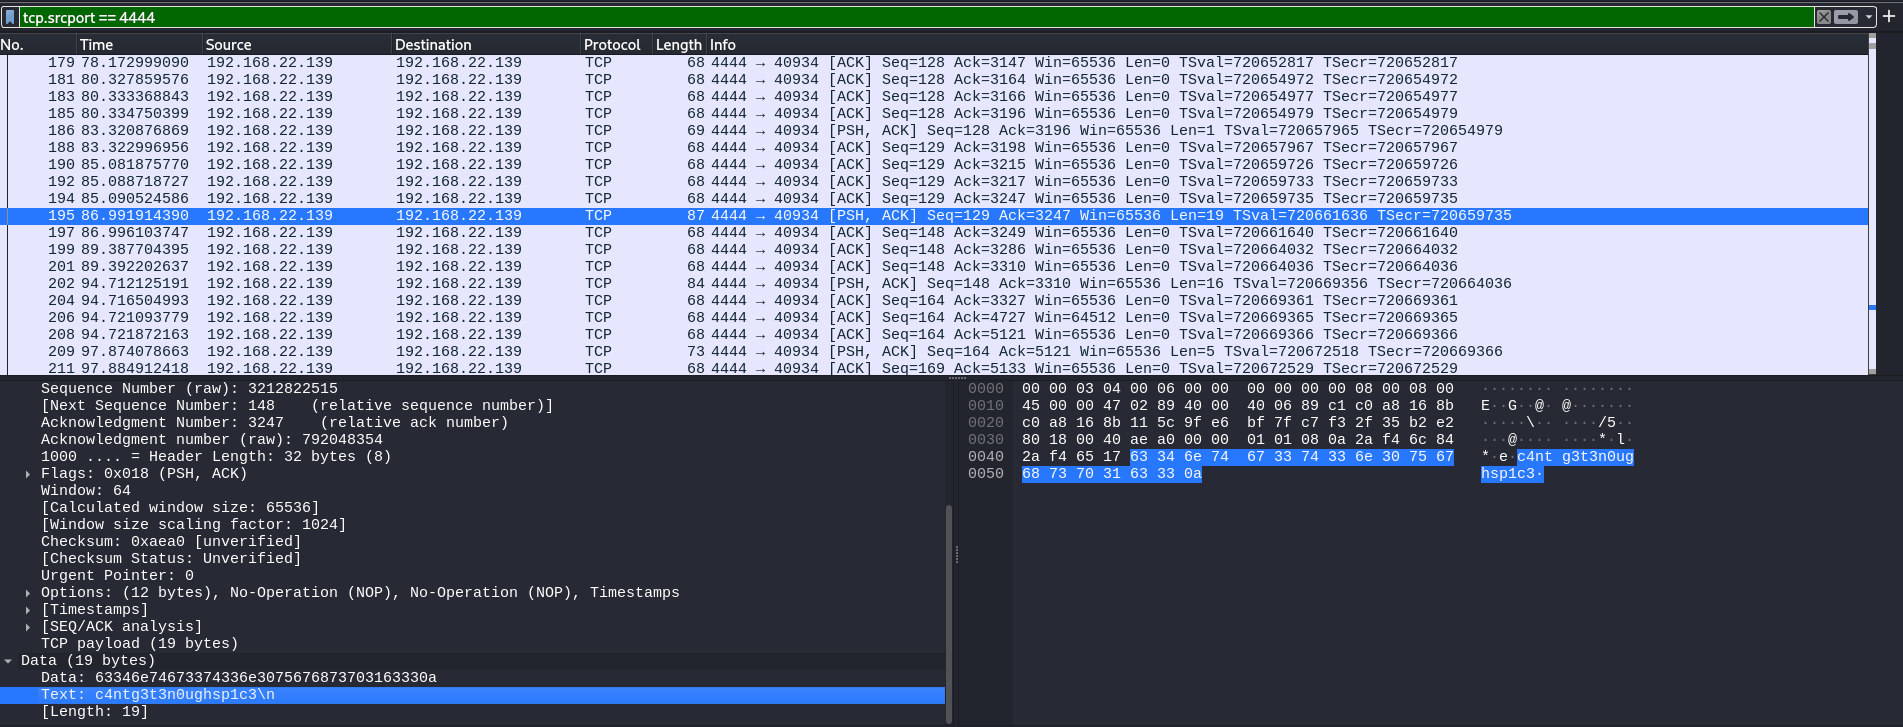 tcp.srcport == 4444
No. Time Source Destination Protocol Length Info
179 78.172999090 192.168.22.139 192.168.22.139 TCP 68 4444 → 40934 [ACK] Seq=128 Ack=3147 Win=65536 Len=0 TSval=720652817 TSecr=720652817
181 80.327859576 192.168.22.139 192.168.22.139 TCP 68 4444 → 40934 [ACK] Seq=128 Ack=3164 Win=65536 Len=0 TSval=720654972 TSecr=720654972
183 80.333368843 192.168.22.139 192.168.22.139 TCP 68 4444 → 40934 [ACK] Seq=128 Ack=3166 Win=65536 Len=0 TSval=720654977 TSecr=720654977
185 80.334750399 192.168.22.139 192.168.22.139 TCP 68 4444 → 40934 [ACK] Seq=128 Ack=3196 Win=65536 Len=0 TSval=720654979 TSecr=720654979
186 83.320876869 192.168.22.139 192.168.22.139 TCP 69 4444 → 40934 [PSH, ACK] Seq=128 Ack=3196 Win=65536 Len=1 TSval=720657965 TSecr=720654979
188 83.322996956 192.168.22.139 192.168.22.139 TCP 68 4444 → 40934 [ACK] Seq=129 Ack=3198 Win=65536 Len=0 TSval=720657967 TSecr=720657967
190 85.081875770 192.168.22.139 192.168.22.139 TCP 68 4444 → 40934 [ACK] Seq=129 Ack=3215 Win=65536 Len=0 TSval=720659726 TSecr=720659726
192 85.088718727 192.168.22.139 192.168.22.139 TCP 68 4444 → 40934 [ACK] Seq=129 Ack=3217 Win=65536 Len=0 TSval=720659733 TSecr=720659733
194 85.090524586 192.168.22.139 192.168.22.139 TCP 68 4444 → 40934 [ACK] Seq=129 Ack=3247 Win=65536 Len=0 TSval=720659735 TSecr=720659735
195 86.991914390 192.168.22.139 192.168.22.139 TCP 87 4444 → 40934 [PSH, ACK] Seq=129 Ack=3247 Win=65536 Len=19 TSval=720661636 TSecr=720659735
197 86.996103747 192.168.22.139 192.168.22.139 TCP 68 4444 → 40934 [ACK] Seq=148 Ack=3249 Win=65536 Len=0 TSval=720661640 TSecr=720661640
199 89.387704395 192.168.22.139 192.168.22.139 TCP 68 4444 → 40934 [ACK] Seq=148 Ack=3286 Win=65536 Len=0 TSval=720664032 TSecr=720664032
201 89.392202637 192.168.22.139 192.168.22.139 TCP 68 4444 → 40934 [ACK] Seq=148 Ack=3310 Win=65536 Len=0 TSval=720664036 TSecr=720664036
202 94.712125191 192.168.22.139 192.168.22.139 TCP 84 4444 → 40934 [PSH, ACK] Seq=148 Ack=3310 Win=65536 Len=16 TSval=720669356 TSecr=720664036
204 94.716504993 192.168.22.139 192.168.22.139 TCP 68 4444 → 40934 [ACK] Seq=164 Ack=3327 Win=65536 Len=0 TSval=720669361 TSecr=720669361
206 94.721093779 192.168.22.139 192.168.22.139 TCP 68 4444 → 40934 [ACK] Seq=164 Ack=4727 Win=64512 Len=0 TSval=720669365 TSecr=720669365
208 94.721872163 192.168.22.139 192.168.22.139 TCP 68 4444 → 40934 [ACK] Seq=164 Ack=5121 Win=65536 Len=0 TSval=720669366 TSecr=720669366
209 97.874078663 192.168.22.139 192.168.22.139 TCP 73 4444 → 40934 [PSH, ACK] Seq=164 Ack=5121 Win=65536 Len=5 TSval=720672518 TSecr=720669366
211 97.884912418 192.168.22.139 192.168.22.139 TCP 68 4444 → 40934 [ACK] Seq=169 Ack=5133 Win=65536 Len=0 TSval=720672529 TSecr=720672529
Sequence Number (raw): 3212822515
[Next Sequence Number: 148 (relative sequence number)]
Acknowledgment Number: 3247 (relative ack number)
Acknowledgment number (raw): 792048354
1000 .... = Header Length: 32 bytes (8)
Flags: 0x018 (PSH, ACK)
Window: 64
[Calculated window size: 65536]
[Window size scaling factor: 1024]
Checksum: 0xaea0 [unverified]
[Checksum Status: Unverified]
Urgent Pointer: 0
Options: (12 bytes), No-Operation (NOP), No-Operation (NOP), Timestamps
[Timestamps]
[SEQ/ACK analysis]
TCP payload (19 bytes)
Data (19 bytes)
Data: 63346e74673374336e3075676873703163330a
Text: c4ntg3t3n0ughsp1c3\n
[Length: 19]
0000 00 00 03 04 00 06 00 00 00 00 00 00 08 00 08 00 ········ ········
0010 45 00 00 47 02 89 40 00 40 06 89 c1 c0 a8 16 8b E··G··@· @·······
0020 c0 a8 16 8b 11 5c 9f e6 bf 7f c7 f3 2f 35 b2 e2 ·····\·· ····/5··
0030 80 18 00 40 ae a0 00 00 01 01 08 0a 2a f4 6c 84 ···@···· ····*·l·
0040 2a f4 65 17 63 34 6e 74 67 33 74 33 6e 30 75 67 *·e·c4nt g3t3n0ug
0050 68 73 70 31 63 33 0a hsp1c3·